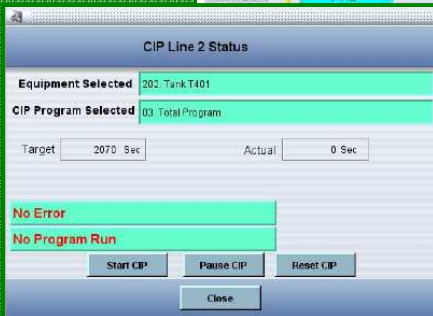 CIP Line 2 Status
Equipment Selected 202. Tank T401
CIP Program Selected 03. Total Program
Target 2070 Sec Actual 0 Sec
No Error
No Program Run
Start CIP Pause CIP Reset CIP
Close